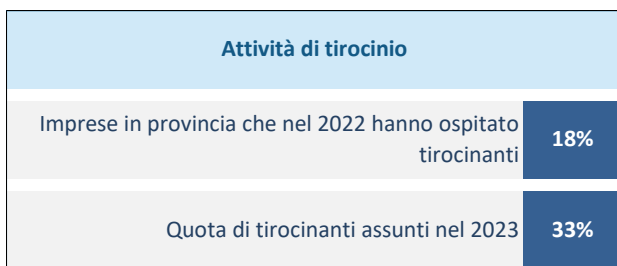 Attività di tirocinio
Imprese in provincia che nel 2022 hanno ospitato
tirocinanti
18%
Quota di tirocinanti assunti nel 2023
33%